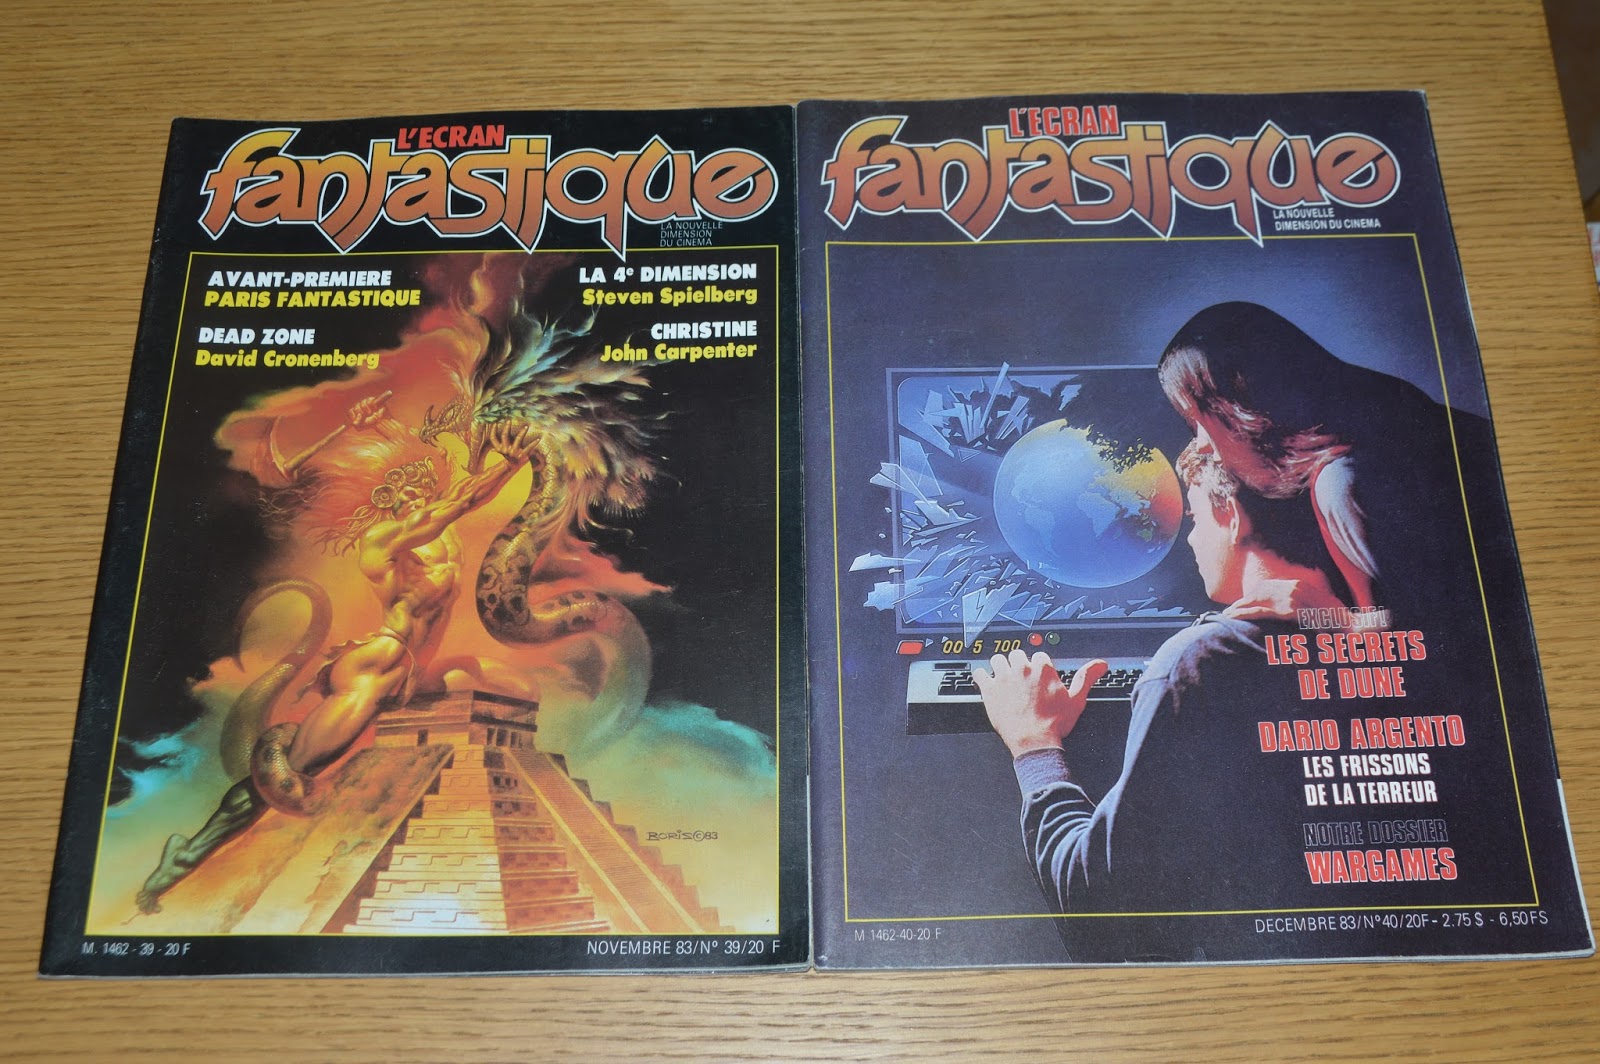 L'ECRAN
fantastique
LA NOUVELLE
DIMENSION
DU CINEMA
AVANT-PREMIERE
PARIS FANTASTIQUE
LA 4e DIMENSION
Steven Spielberg
DEAD ZONE
David Cronenberg
CHRISTINE
John Carpenter
BORIS©83
M. 1462 - 39 - 20 F
NOVEMBRE 83/N° 39/20 F
L'ECRAN
fantastique
LA NOUVELLE
DIMENSION DU CINEMA
00 5 700
EXCLUSIF!
LES SECRETS
DE DUNE
DARIO ARGENTO
LES FRISSONS
DE LA TERREUR
NOTRE DOSSIER
WARGAMES
M 1462-40-20 F
DECEMBRE 83/N°40/20F - 2.75 $ - 6,50 FS